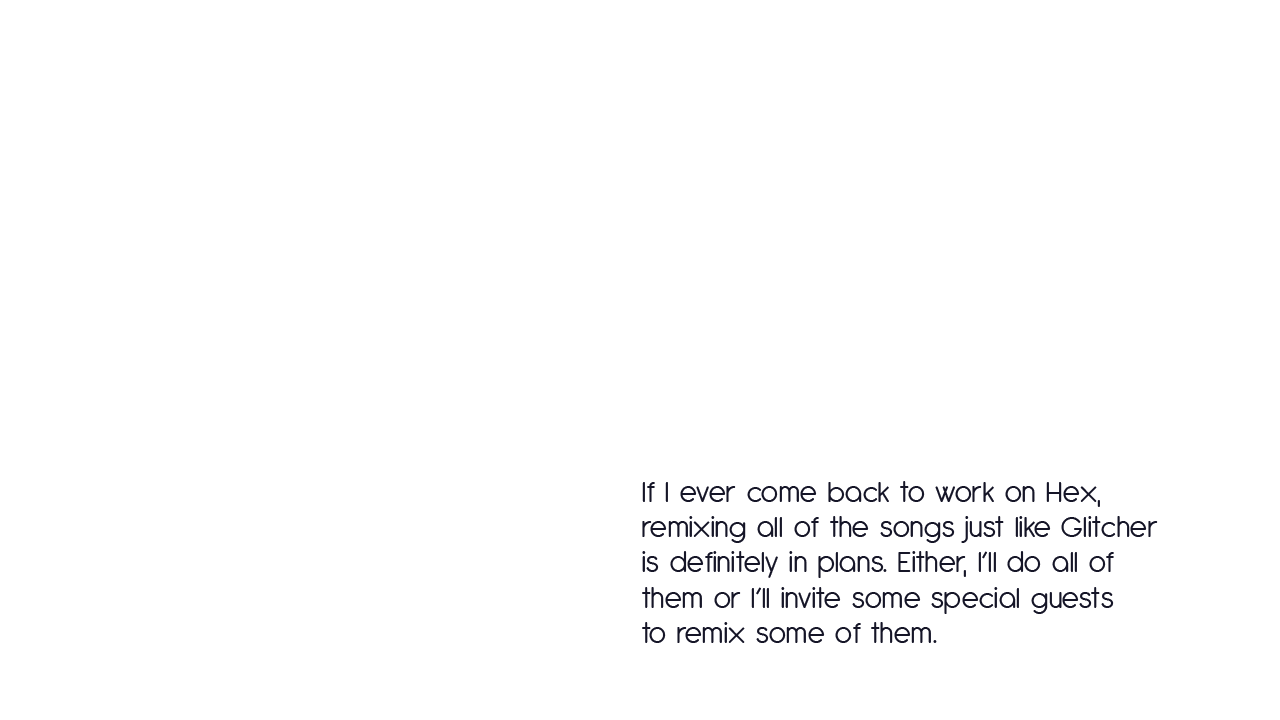 If I ever come back to work on Hex,
remixing all of the songs just like Glitcher
is definitely in plans. Either, I'll do all of
them or I'll invite some special guests
to remix some of them.